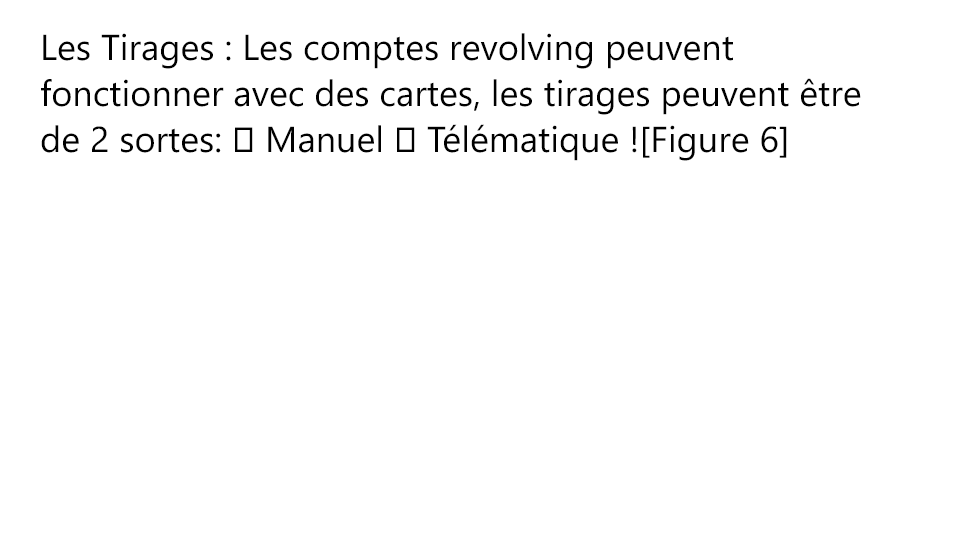 Les Tirages : Les comptes revolving peuvent
fonctionner avec des cartes, les tirages peuvent être
de 2 sortes: ▯ Manuel ▯ Télématique ![Figure 6]